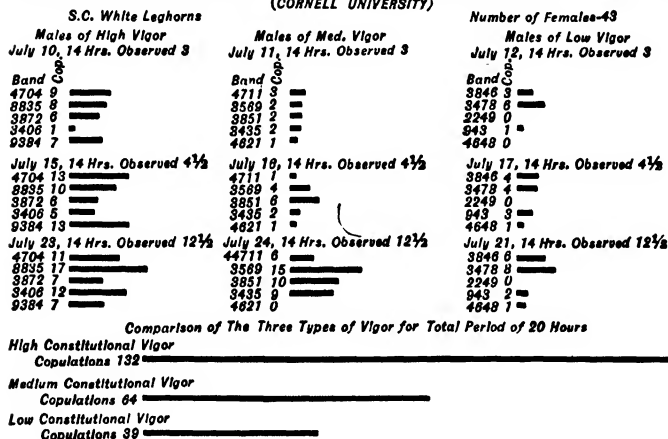 (CORNELL UNIVERSITY)
S.C. White Leghorns
Number of Females-43
Males of High Vigor
July 10, 14 Hrs. Observed 3
Band Cop.
4704 9
8835 8
3872 6
3406 1
9384 7
July 15, 14 Hrs. Observed 4½
4704 13
8835 10
3872 6
3406 5
9384 13
July 23, 14 Hrs. Observed 12½
4704 11
8835 17
3872 7
3406 12
9384 7
Males of Med. Vigor
July 11, 14 Hrs. Observed 3
Band Cop.
4711 3
3569 2
3851 2
3435 2
4621 1
July 16, 14 Hrs. Observed 4½
4711 1
3569 4
3851 6
3435 2
4621 1
July 24, 14 Hrs. Observed 12½
44711 6
3569 15
3851 10
3435 9
4621 0
Males of Low Vigor
July 12, 14 Hrs. Observed 3
Band Cop.
3846 3
3478 6
2249 0
943 1
4648 0
July 17, 14 Hrs. Observed 4½
3846 4
3478 4
2249 0
943 3
4648 1
July 21, 14 Hrs. Observed 12½
3846 6
3478 8
2249 0
943 2
4648 1
Comparison of The Three Types of Vigor for Total Period of 20 Hours
High Constitutional Vigor
Copulations 132
Medium Constitutional Vigor
Copulations 64
Low Constitutional Vigor
Copulations 39